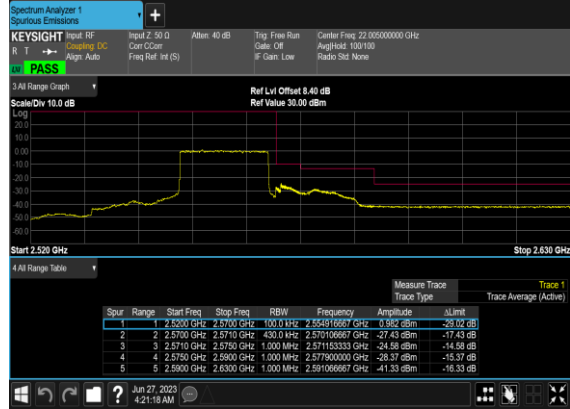 Spectrum Analyzer 1
Spurious Emissions
KEYSIGHT
R T
Input: RF
Coupling: DC
Align: Auto
Input Z: 50 Ω
Corr CCorr
Freq Ref: Int (S)
Atten: 40 dB
Trig: Free Run
Gate: Off
IF Gain: Low
Center Freq: 22.005000000 GHz
Avg|Hold: 100/100
Radio Std: None
PASS
3 All Range Graph
Ref Lvl Offset 8.40 dB
Scale/Div 10.0 dB
Ref Value 30.00 dBm
Log
20.0
10.0
0.00
-10.0
-20.0
-30.0
-40.0
-50.0
-60.0
Start 2.520 GHz
Stop 2.630 GHz
4 All Range Table
Measure Trace Trace 1
Trace Type Trace Average (Active)
Spur Range Start Freq Stop Freq RBW Frequency Amplitude ΔLimit
1 1 2.5200 GHz 2.5700 GHz 100.0 kHz 2.554916667 GHz 0.982 dBm -29.02 dB
2 2 2.5700 GHz 2.5710 GHz 430.0 kHz 2.570106667 GHz -27.43 dBm -17.43 dB
3 3 2.5710 GHz 2.5750 GHz 1.000 MHz 2.571153333 GHz -24.58 dBm -14.58 dB
4 4 2.5750 GHz 2.5900 GHz 1.000 MHz 2.577900000 GHz -28.37 dBm -15.37 dB
5 5 2.5900 GHz 2.6300 GHz 1.000 MHz 2.591066667 GHz -41.33 dBm -16.33 dB
?
Jun 27, 2023
4:21:18 AM